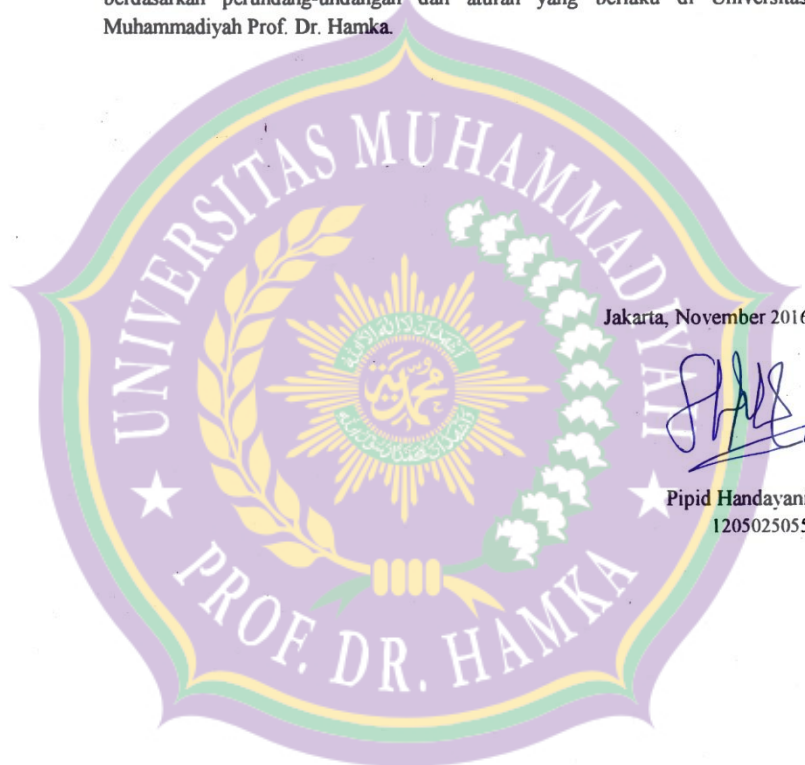 berdasarkan perundang-undangan dan aturan yang berlaku di Universitas
Muhammadiyah Prof. Dr. Hamka.
UNIVERSITAS MUHAMMADIYAH
Jakarta, November 2016
محمدية
Pipid Handayani
1205025055
PROF. DR. HAMKA